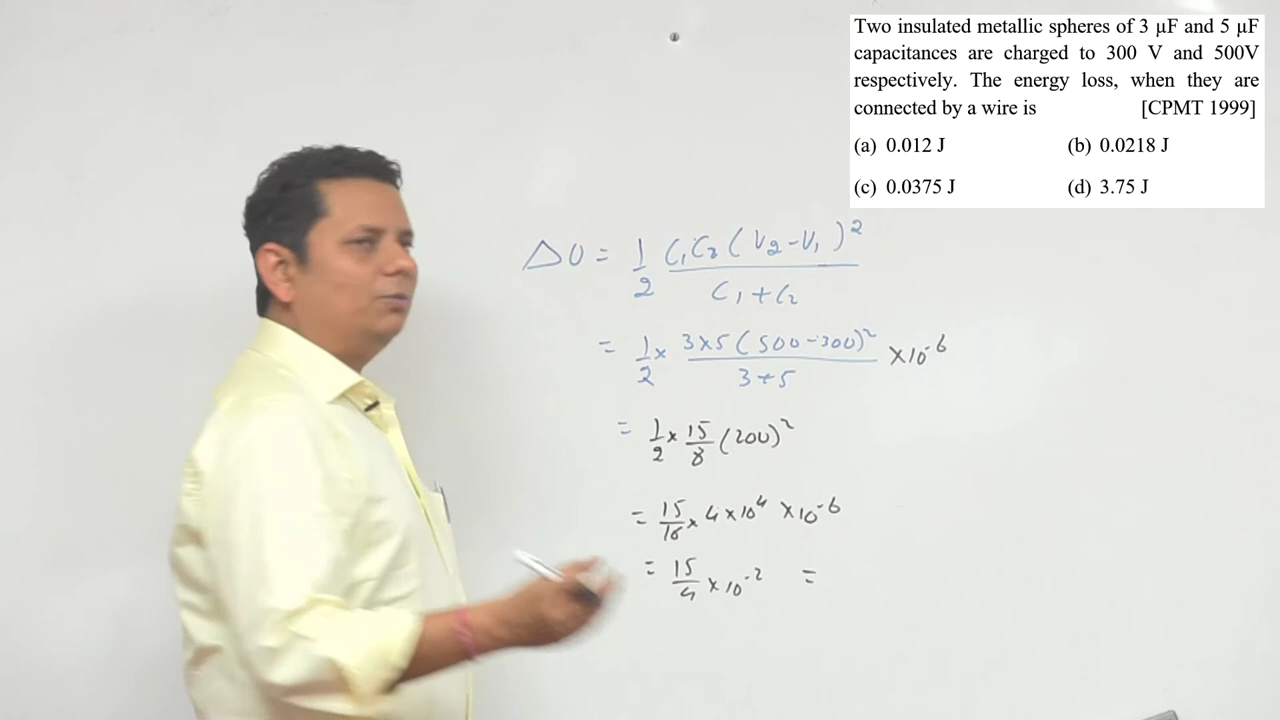 Two insulated metallic spheres of 3 µF and 5 µF
capacitances are charged to 300 V and 500V
respectively. The energy loss, when they are
connected by a wire is [CPMT 1999]
(a) 0.012 J (b) 0.0218 J
(c) 0.0375 J (d) 3.75 J
ΔU = 1/2 C₁C₂(V₂-V₁)²/C₁+C₂
= 1/2 × 3×5(500-300)²/3+5 ×10⁻⁶
= 1/2 × 15/8 (200)²
= 15/16 × 4×10⁴ ×10⁻⁶
= 15/4 ×10⁻² =